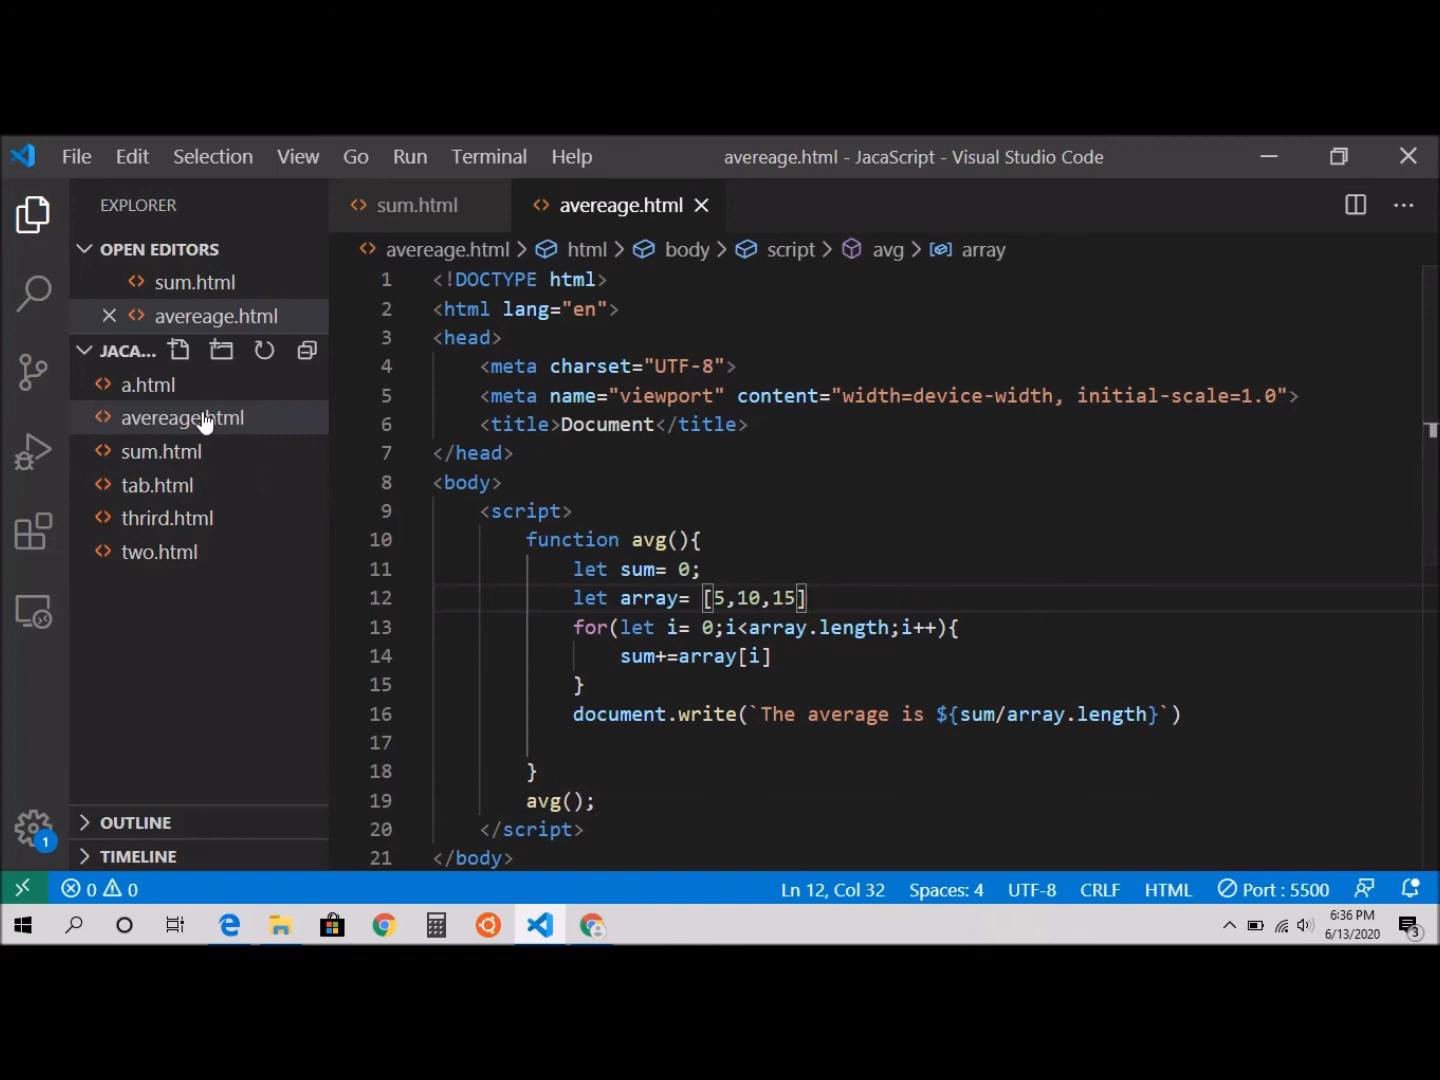 File Edit Selection View Go Run Terminal Help avereage.html - JacaScript - Visual Studio Code
EXPLORER
OPEN EDITORS
sum.html
avereage.html
JACA...
a.html
avereage.html
sum.html
tab.html
thrird.html
two.html
OUTLINE
TIMELINE
sum.html avereage.html
avereage.html > html > body > script > avg > array
1 <!DOCTYPE html>
2 <html lang="en">
3 <head>
4 <meta charset="UTF-8">
5 <meta name="viewport" content="width=device-width, initial-scale=1.0">
6 <title>Document</title>
7 </head>
8 <body>
9 <script>
10 function avg(){
11 let sum= 0;
12 let array= [5,10,15]
13 for(let i= 0;i<array.length;i++){
14 sum+=array[i]
15 }
16 document.write(`The average is ${sum/array.length}`)
17
18 }
19 avg();
20 </script>
21 </body>
1
0 0 Ln 12, Col 32 Spaces: 4 UTF-8 CRLF HTML Port : 5500
6:36 PM
6/13/2020
3